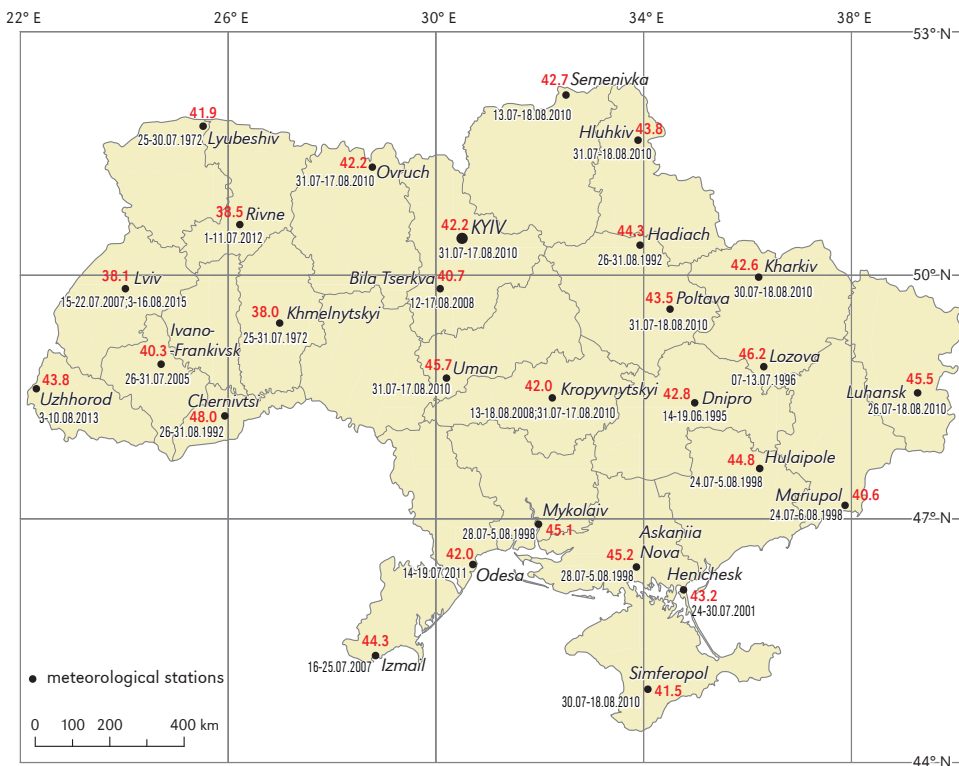 22° E 26° E 30° E 34° E 38° E
53° N
42.7 Semenivka
13.07-18.08.2010
41.9
25-30.07.1972 Lyubeshiv
Hluhkiv 43.8
31.07-18.08.2010
42.2 Ovruch
31.07-17.08.2010
38.5 Rivne
1-11.07.2012
42.2 KYIV
31.07-17.08.2010
44.3 Hadiach
26-31.08.1992
42.6 Kharkiv
30.07-18.08.2010
50° N
38.1 Lviv
15-22.07.2007;3-16.08.2015
Bila Tserkva 40.7
12-17.08.2008
43.5 Poltava
31.07-18.08.2010
38.0 Khmelnytskyi
25-31.07.1972
Ivano-
40.3 -Frankivsk
26-31.07.2005
46.2 Lozova
07-13.07.1996
45.7 Uman
31.07-17.08.2010
43.8
Uzhhorod
3-10.08.2013
Chernivtsi
48.0
26-31.08.1992
42.0 Kropyvnytskyi
13-18.08.2008;31.07-17.08.2010
42.8 Dnipro
14-19.06.1995
45.5
Luhansk
26.07-18.08.2010
44.8 Hulaipole
24.07-5.08.1998
Mariupol 40.6
24.07-6.08.1998
47° N
Mykolaiv
28.07-5.08.1998 45.1
Askaniia
45.2 Nova
28.07-5.08.1998
42.0
14-19.07.2011 Odesa
Henichesk
43.2
24-30.07.2001
44.3
16-25.07.2007 Izmail
Simferopol
41.5
30.07-18.08.2010
meteorological stations
0 100 200 400 km
44° N